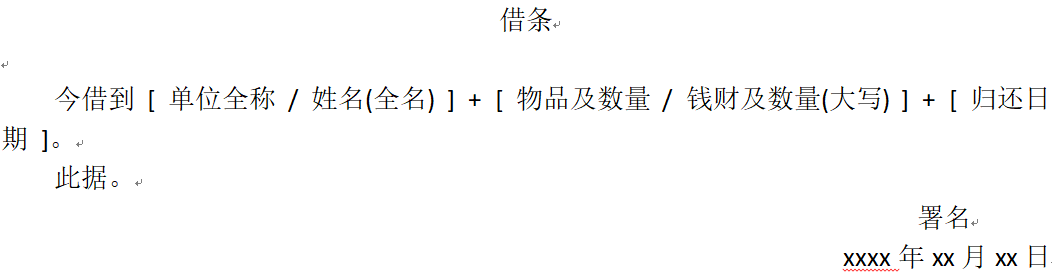 借条
今借到 [ 单位全称 / 姓名(全名) ] + [ 物品及数量 / 钱财及数量(大写) ] + [ 归还日
期 ]。
此据。
署名
xxxx 年 xx 月 xx 日